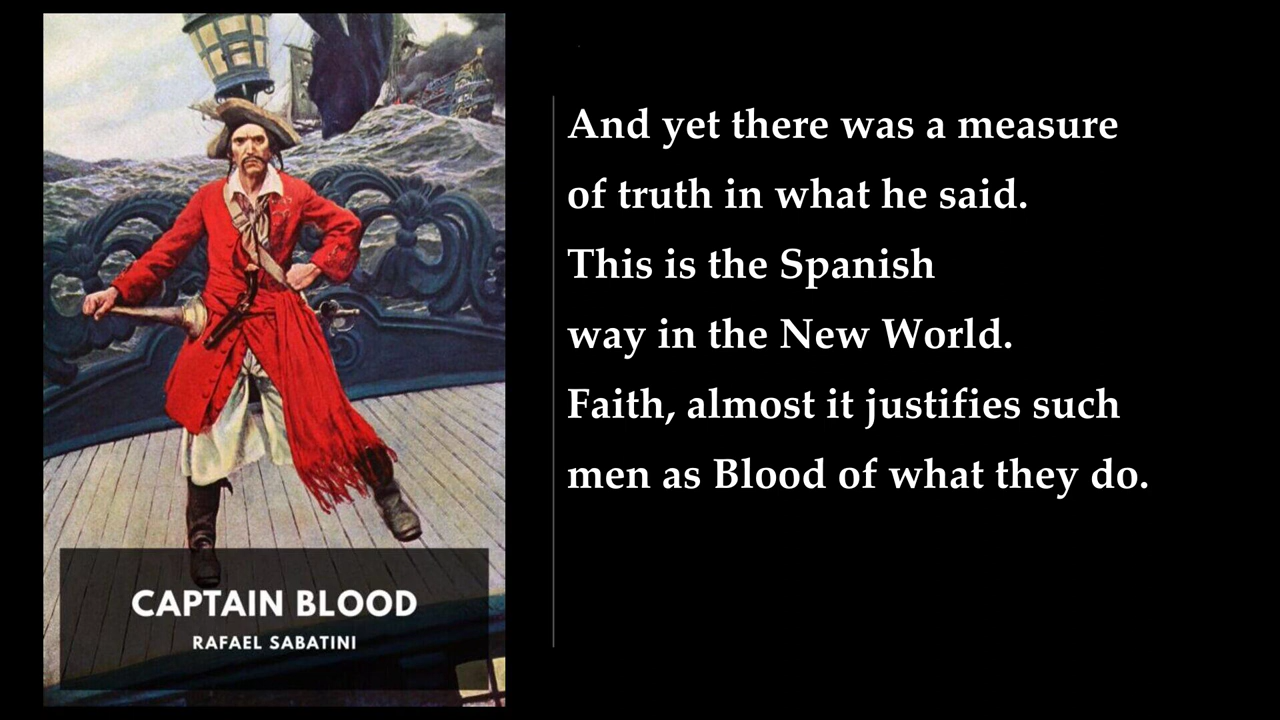 CAPTAIN BLOOD
RAFAEL SABATINI
And yet there was a measure
of truth in what he said.
This is the Spanish
way in the New World.
Faith, almost it justifies such
men as Blood of what they do.